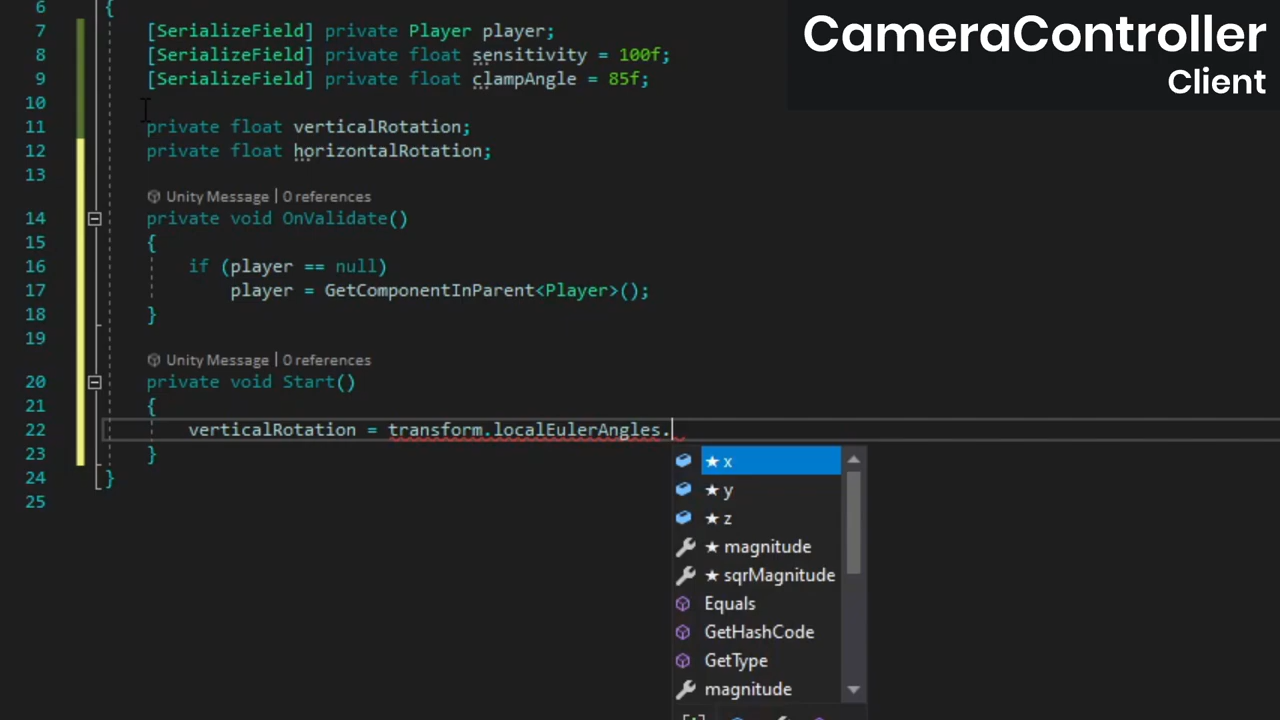 CameraController
Client
6 {
7 [SerializeField] private Player player;
8 [SerializeField] private float sensitivity = 100f;
9 [SerializeField] private float clampAngle = 85f;
10
11 private float verticalRotation;
12 private float horizontalRotation;
13
Unity Message | 0 references
14 private void OnValidate()
15 {
16 if (player == null)
17 player = GetComponentInParent<Player>();
18 }
19
Unity Message | 0 references
20 private void Start()
21 {
22 verticalRotation = transform.localEulerAngles.
23 }
24 }
25
★ x
★ y
★ z
★ magnitude
★ sqrMagnitude
Equals
GetHashCode
GetType
magnitude